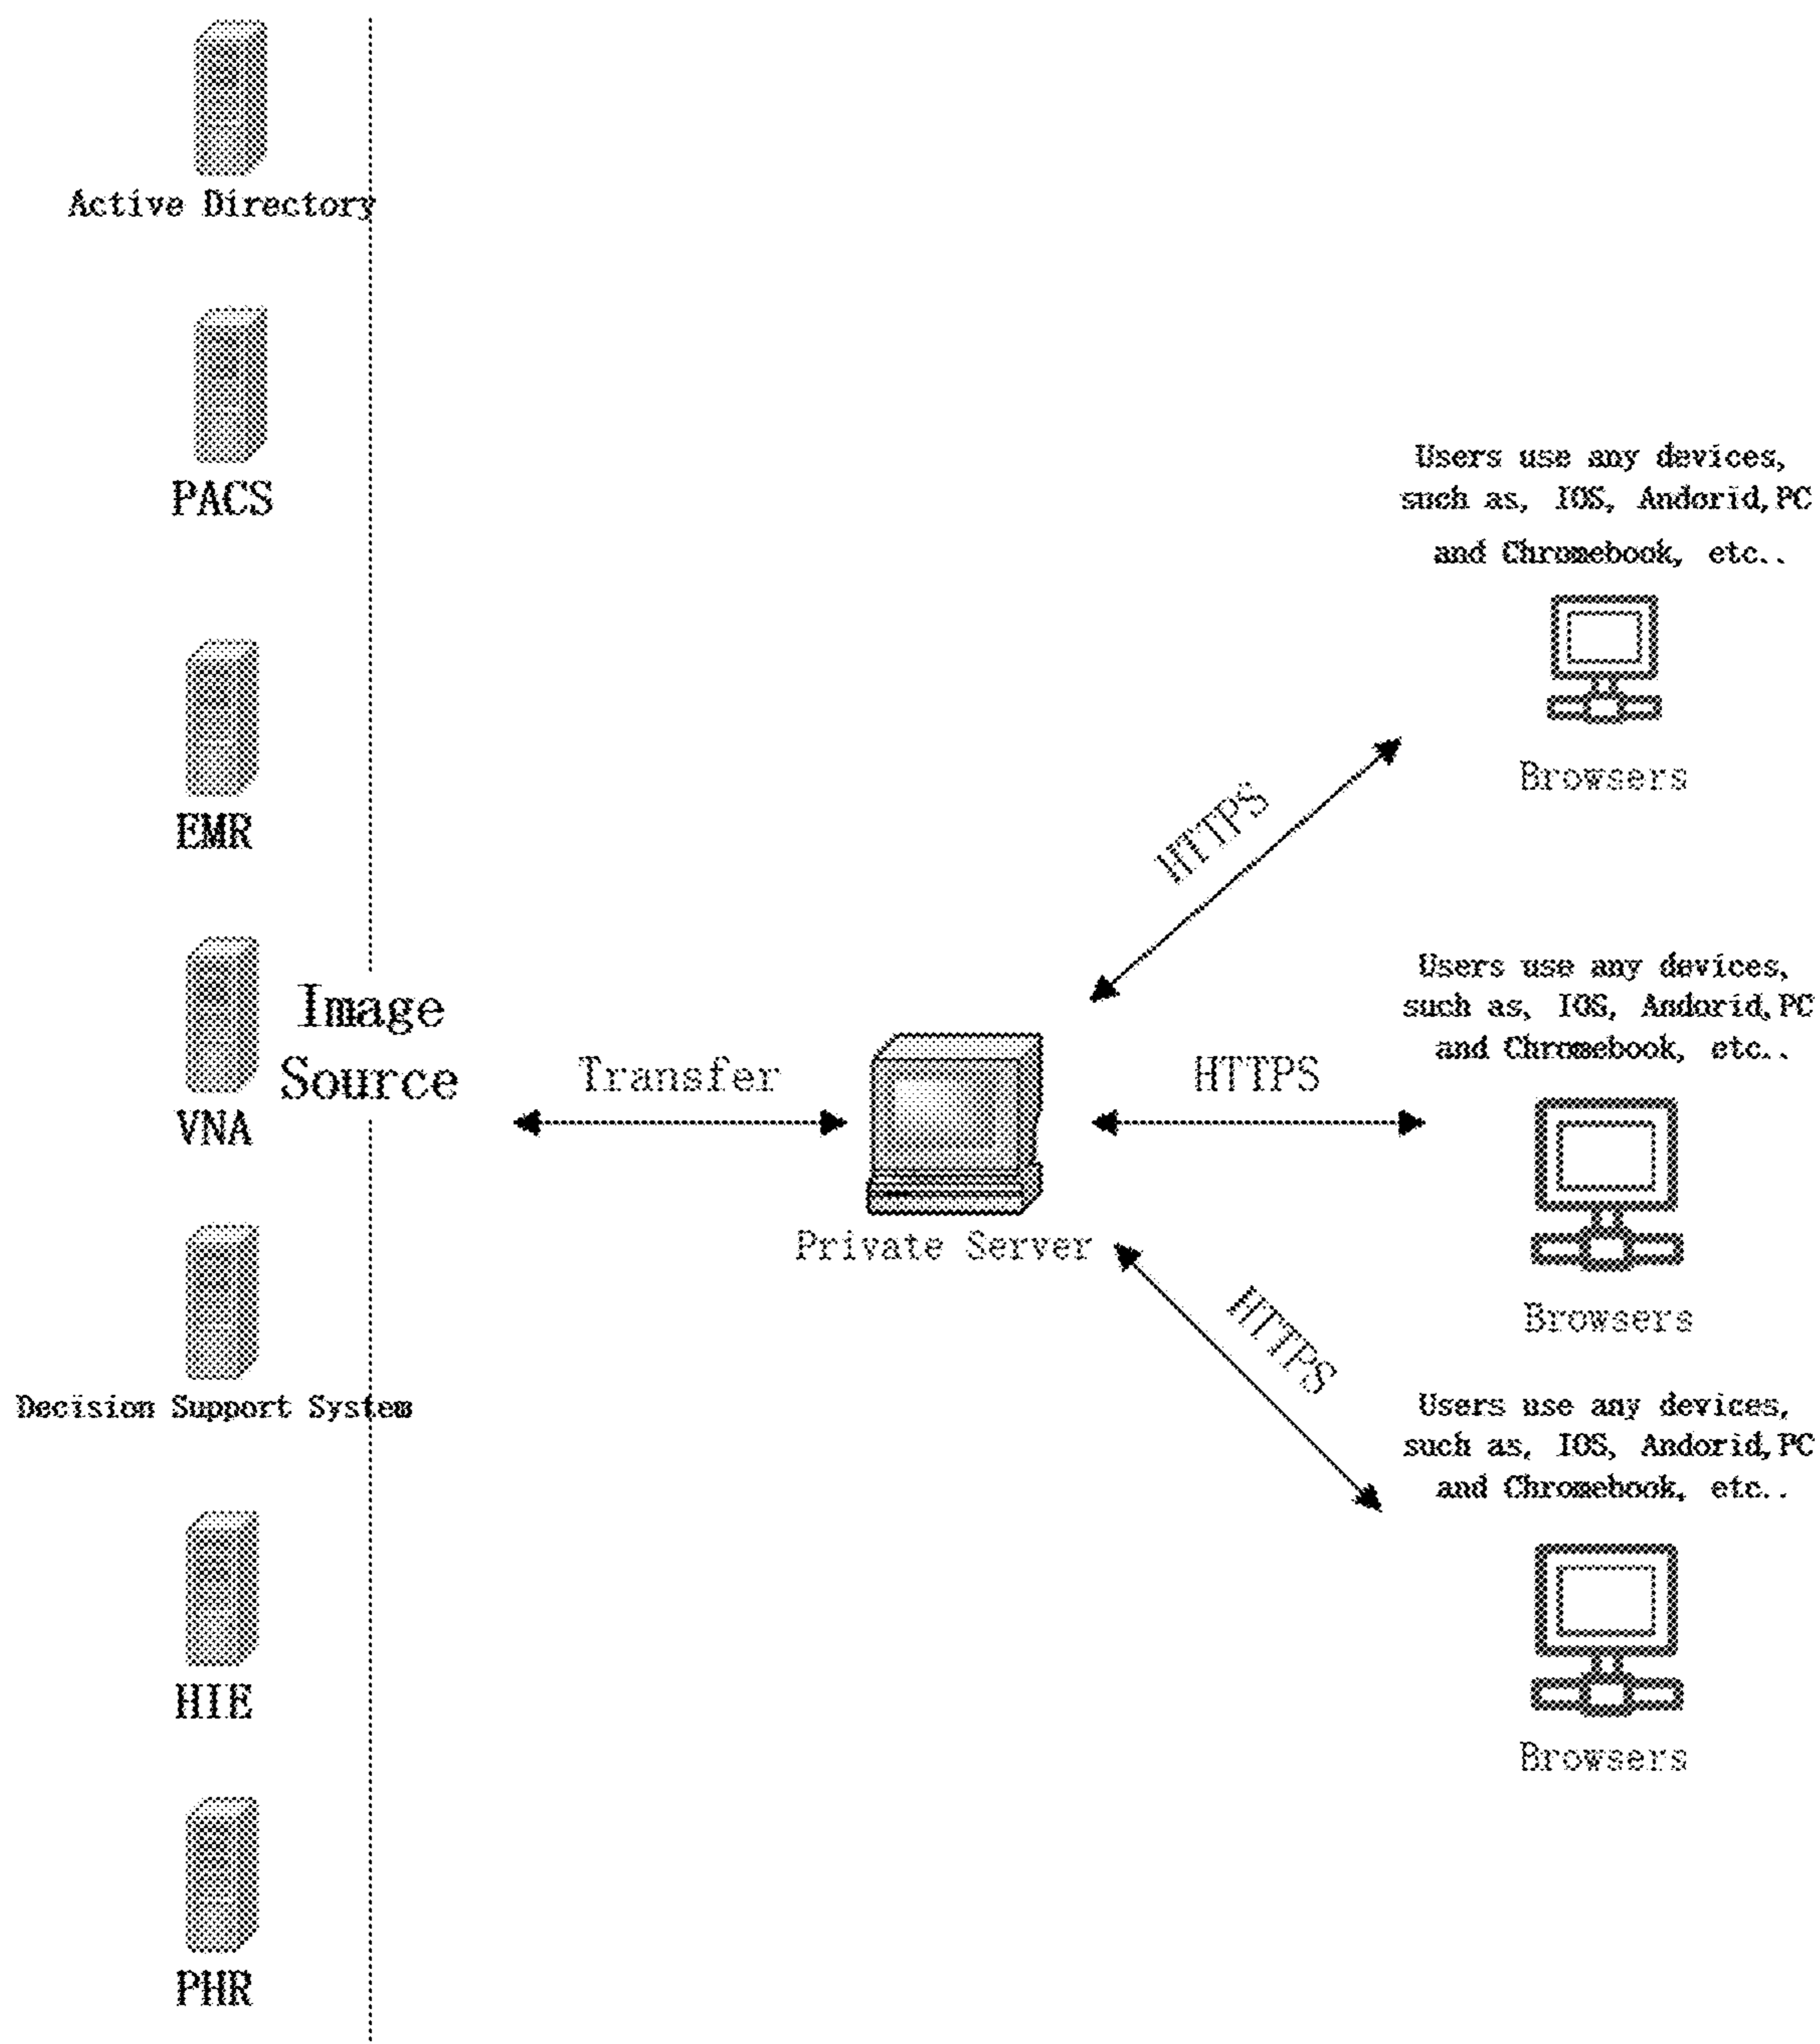 Active Directory
PACS
EMR
VNA
Decision Support System
HIE
PHR
Image
Source
Transfer
Private Server
HTTPS
HTTPS
HTTPS
Users use any devices,
such as, IOS, Andorid,PC
and Chromebook, etc..
Browsers
Users use any devices,
such as, IOS, Andorid,PC
and Chromebook, etc..
Browsers
Users use any devices,
such as, IOS, Andorid,PC
and Chromebook, etc..
Browsers